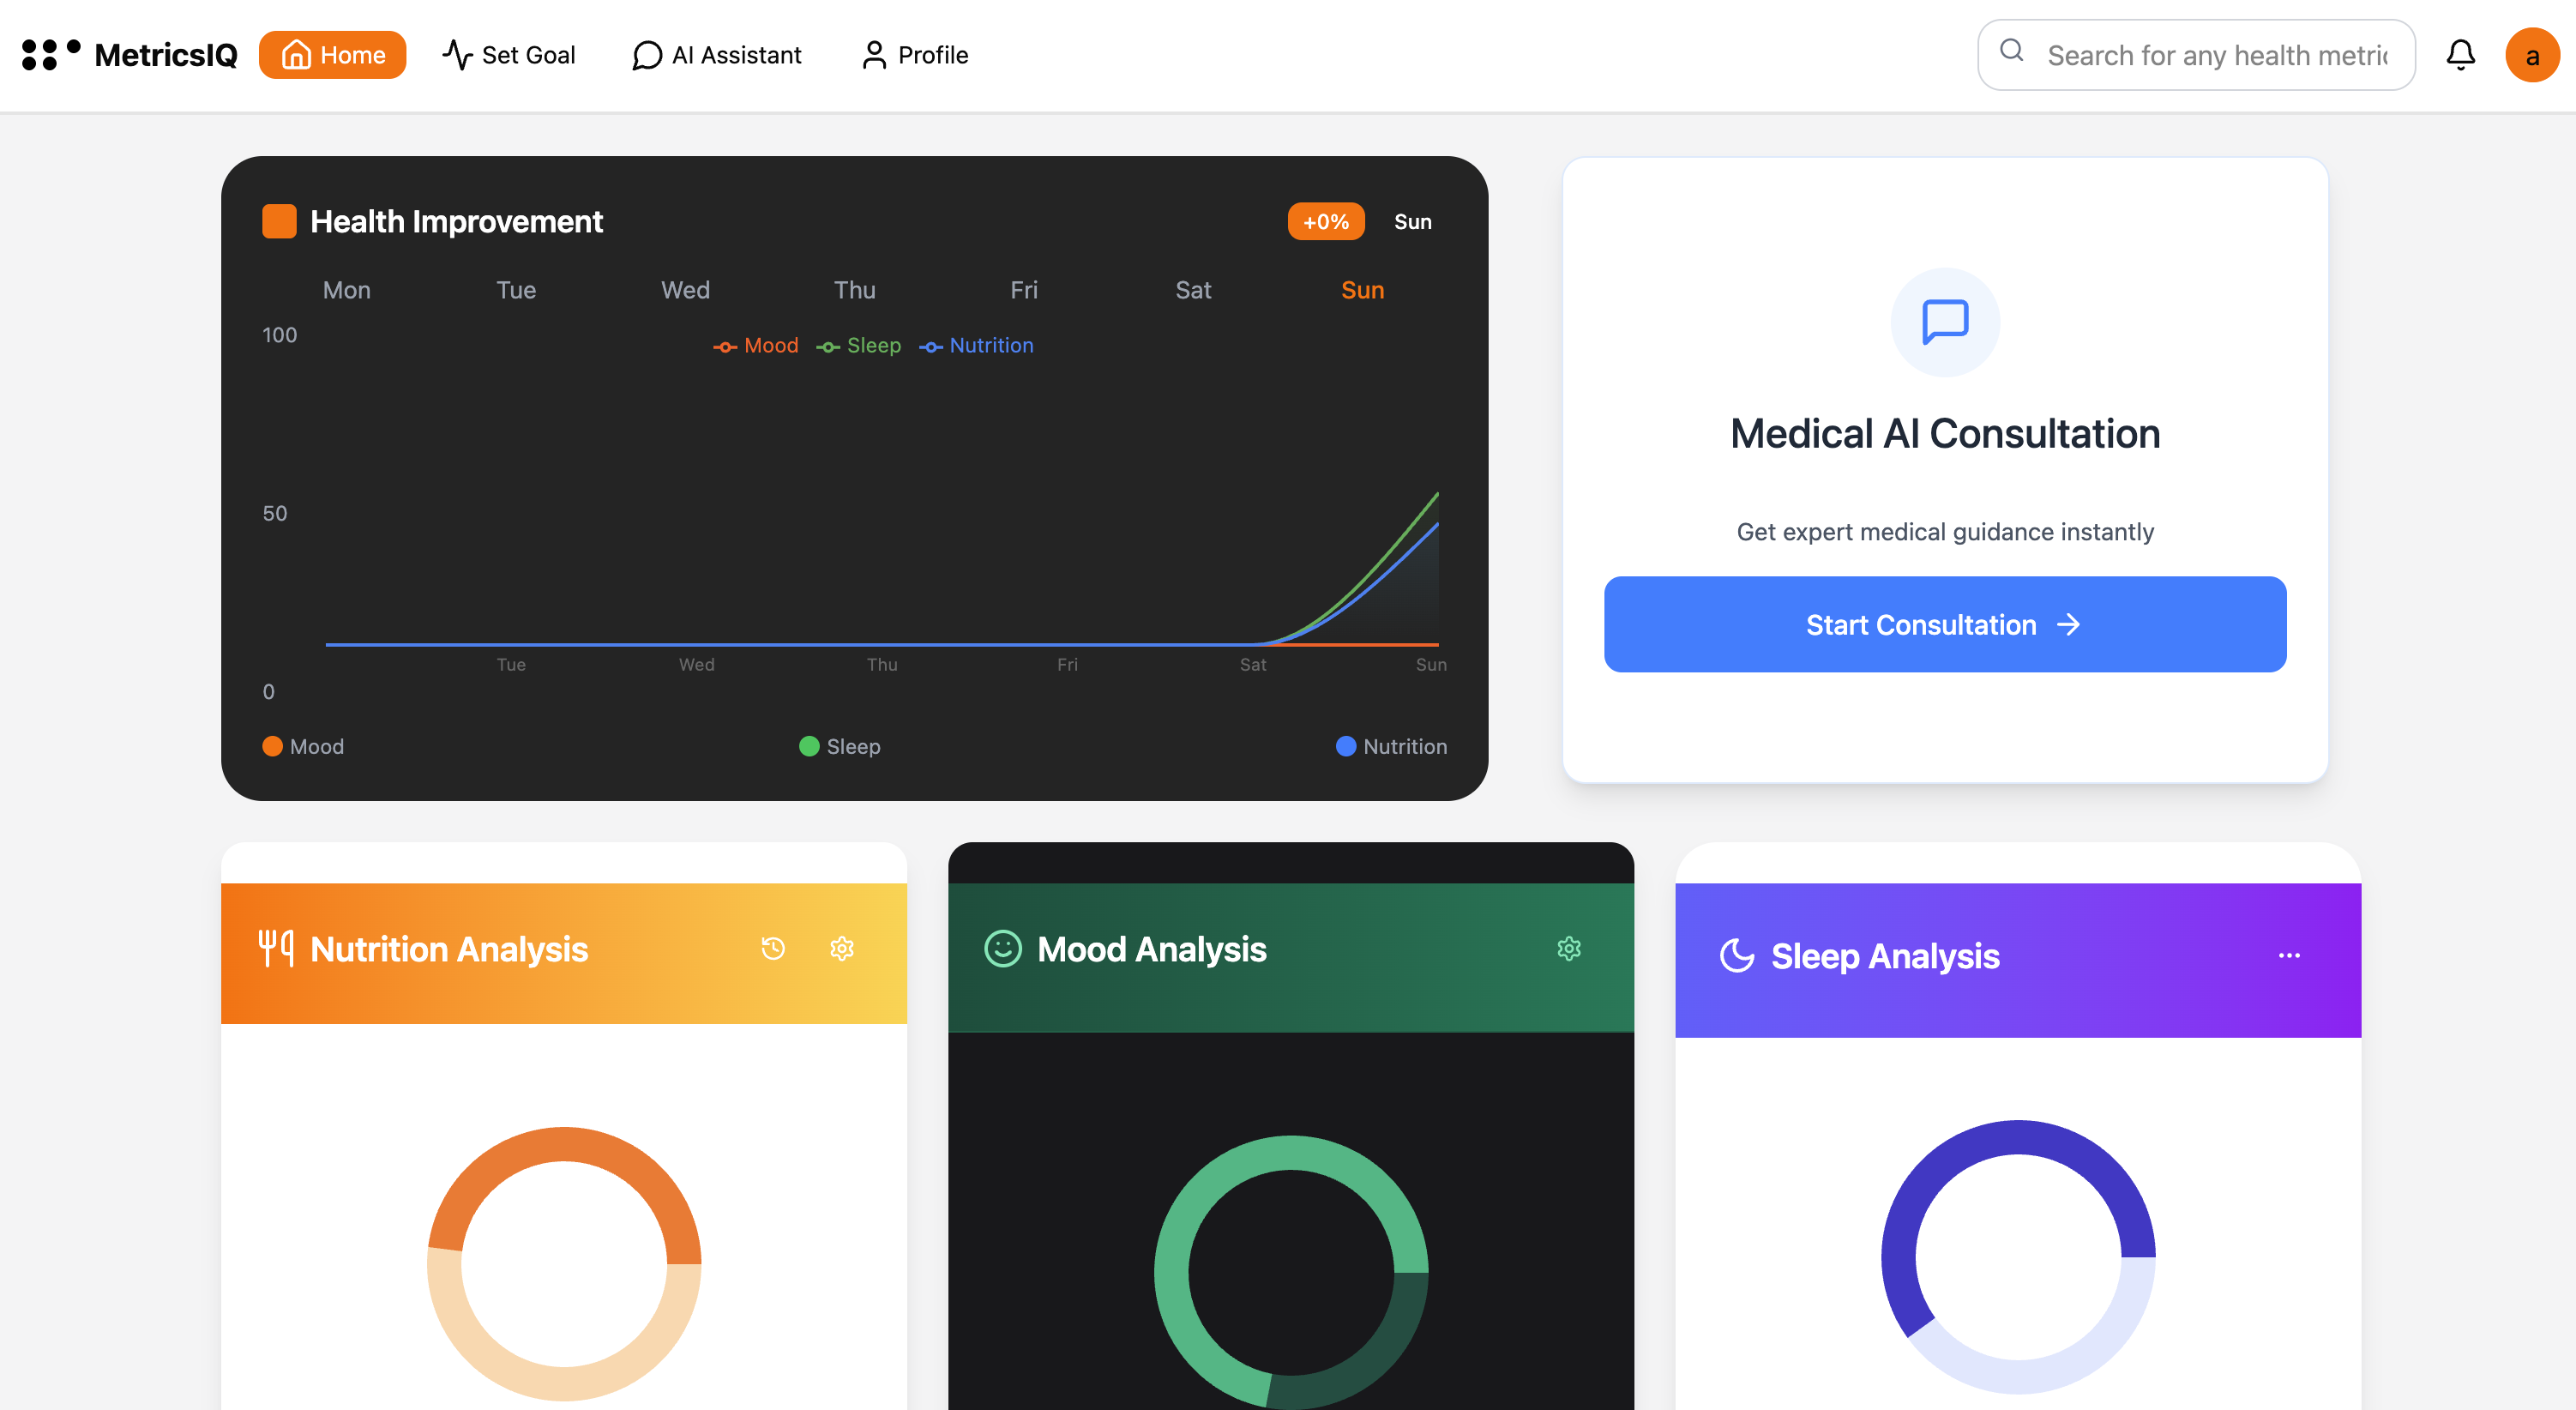 MetricsIQ
Home
Set Goal
AI Assistant
Profile
Search for any health metric
a
Health Improvement
+0%
Sun
Mon Tue Wed Thu Fri Sat Sun
100
Mood Sleep Nutrition
50
Tue Wed Thu Fri Sat Sun
0
Mood
Sleep
Nutrition
Medical AI Consultation
Get expert medical guidance instantly
Start Consultation
Nutrition Analysis
Mood Analysis
Sleep Analysis